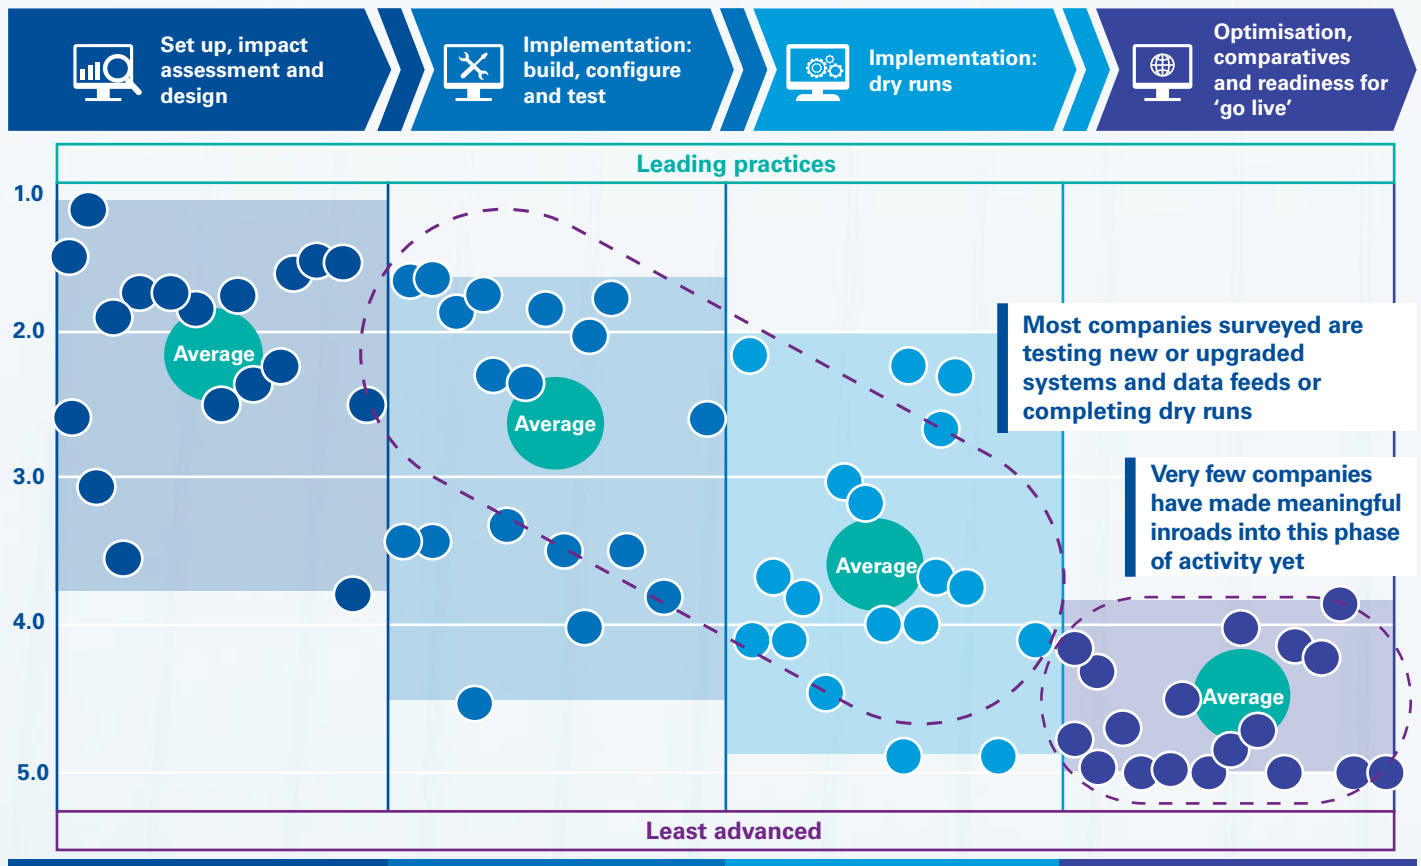 Set up, impact
assessment and
design
Implementation:
build, configure
and test
Implementation:
dry runs
Optimisation,
comparatives
and readiness for
‘go live’
Leading practices
1.0
2.0
3.0
4.0
5.0
Average
Average
Average
Average
Most companies surveyed are
testing new or upgraded
systems and data feeds or
completing dry runs
Very few companies
have made meaningful
inroads into this phase
of activity yet
Least advanced